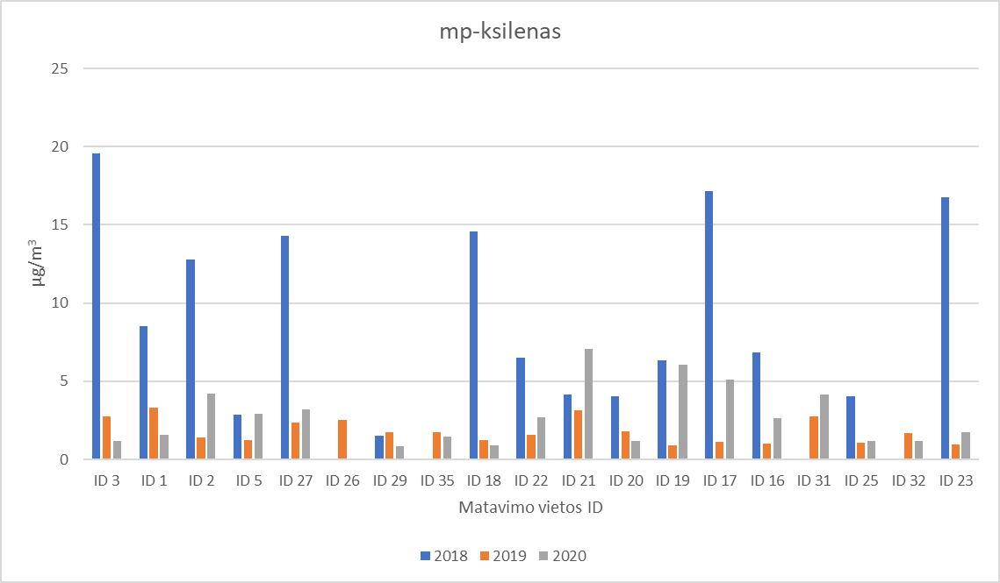 mp-ksilenas
25
20
15
10
5
0
µg/m³
ID 3 ID 1 ID 2 ID 5 ID 27 ID 26 ID 29 ID 35 ID 18 ID 22 ID 21 ID 20 ID 19 ID 17 ID 16 ID 31 ID 25 ID 32 ID 23
Matavimo vietos ID
2018 2019 2020